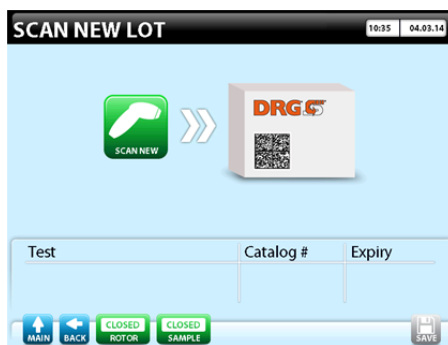 SCAN NEW LOT
10:35 04.03.14
SCAN NEW
DRG
Test Catalog # Expiry
MAIN BACK CLOSED ROTOR CLOSED SAMPLE SAVE